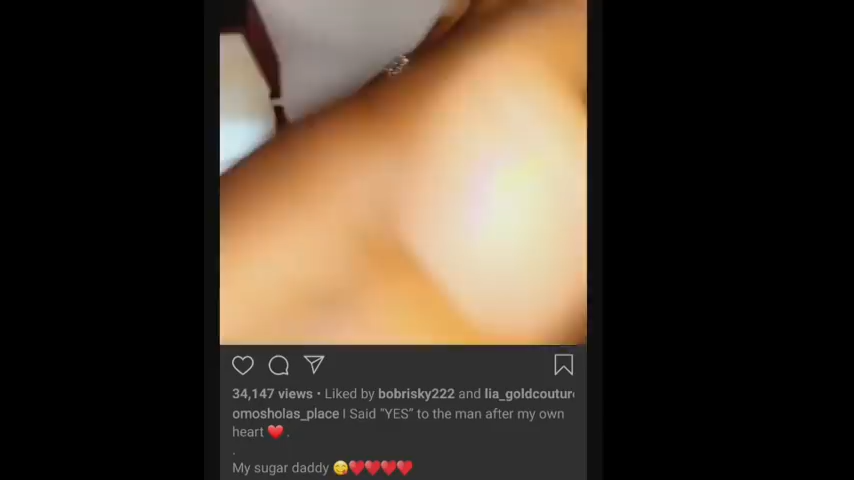 34,147 views • Liked by bobrisky222 and lia_goldcouture
omosholas_place I Said “YES” to the man after my own
heart ❤️ .
.
My sugar daddy 😋❤️❤️❤️❤️